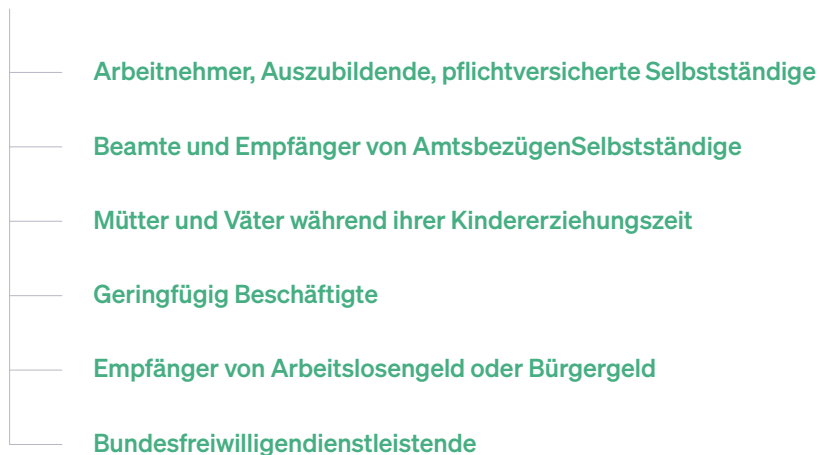 Arbeitnehmer, Auszubildende, pflichtversicherte Selbstständige
Beamte und Empfänger von AmtsbezügenSelbstständige
Mütter und Väter während ihrer Kindererziehungszeit
Geringfügig Beschäftigte
Empfänger von Arbeitslosengeld oder Bürgergeld
Bundesfreiwilligendienstleistende